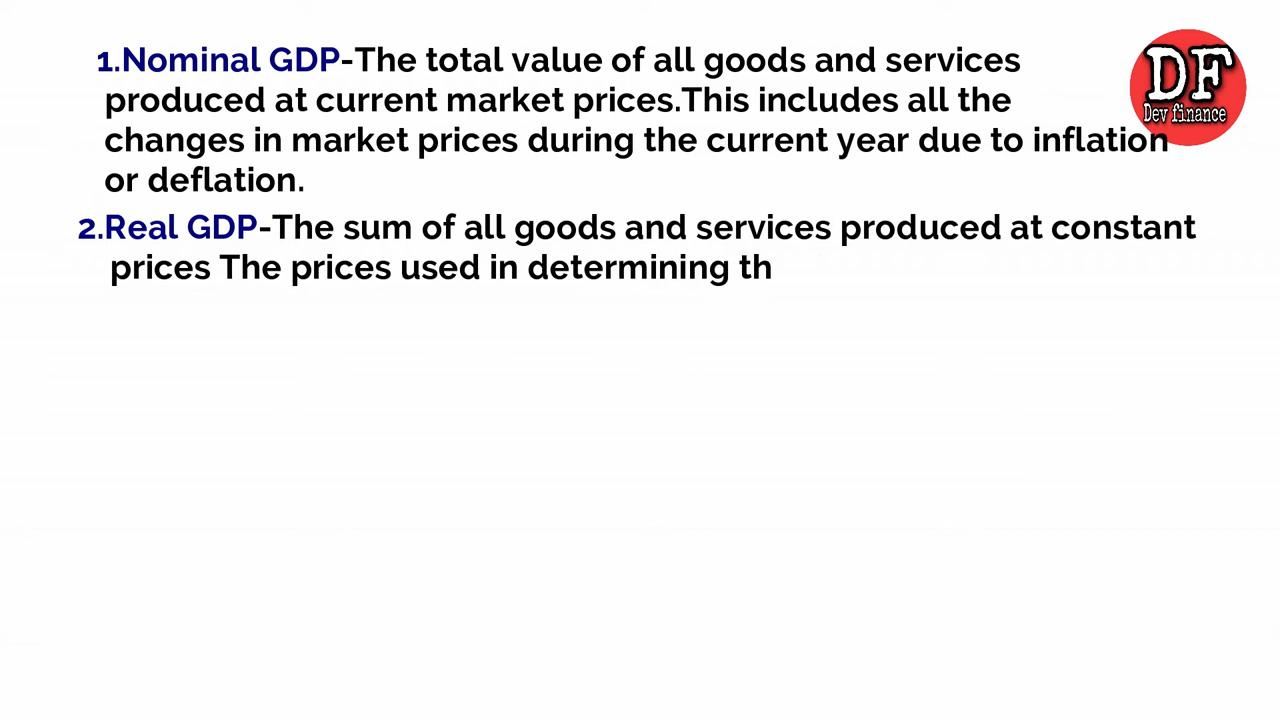 1.Nominal GDP-The total value of all goods and services
produced at current market prices.This includes all the
changes in market prices during the current year due to inflation
or deflation.
2.Real GDP-The sum of all goods and services produced at constant
prices The prices used in determining th
DF
Dev finance